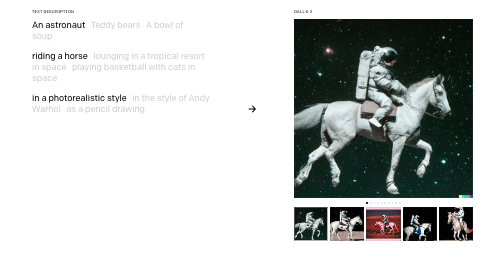 TEXT DESCRIPTION
An astronaut Teddy bears A bowl of
soup
riding a horse lounging in a tropical resort
in space playing basketball with cats in
space
in a photorealistic style in the style of Andy
Warhol as a pencil drawing
DALL·E 2